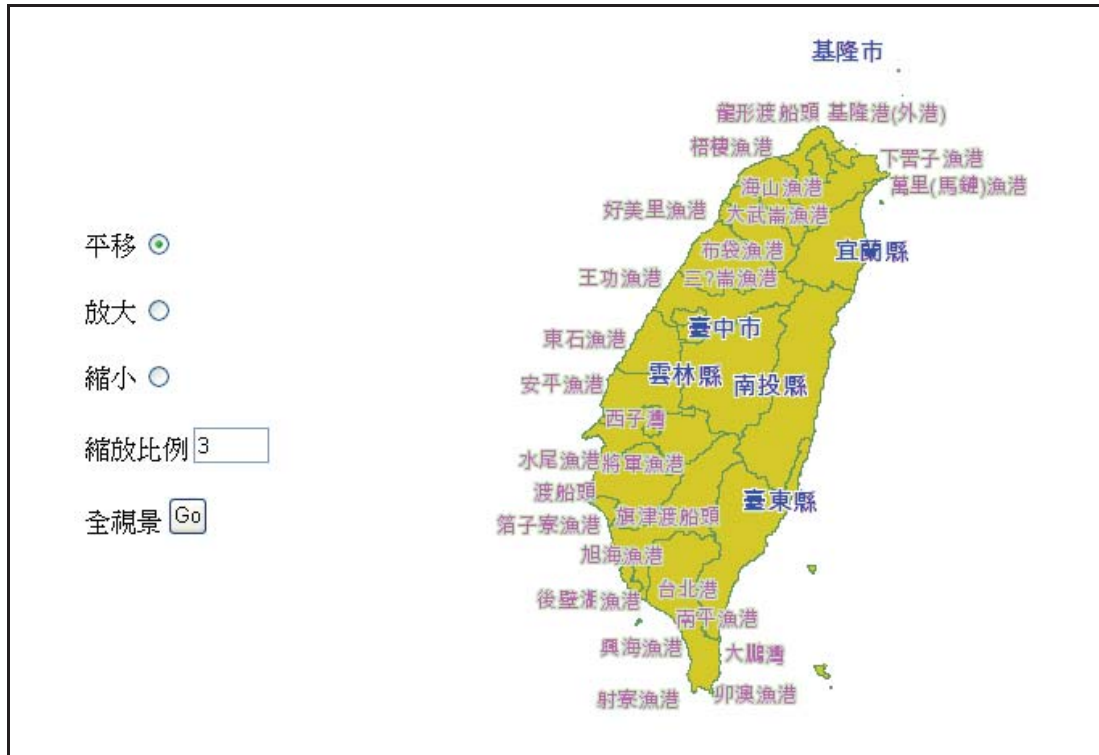 基隆市
龍形渡船頭 基隆港(外港)
梧棲漁港
下罟子漁港
海山漁港
萬里(馬鍊)漁港
好美里漁港
大武崙漁港
平移
布袋漁港
宜蘭縣
王功漁港
三?崙漁港
放大
臺中市
東石漁港
縮小
雲林縣
南投縣
安平漁港
西子灣
縮放比例 3
水尾漁港
將軍漁港
渡船頭
臺東縣
全視景 Go
箔子寮漁港
旗津渡船頭
旭海漁港
台北港
後壁湖漁港
南平漁港
興海漁港
大鵬灣
射寮漁港
卯澳漁港